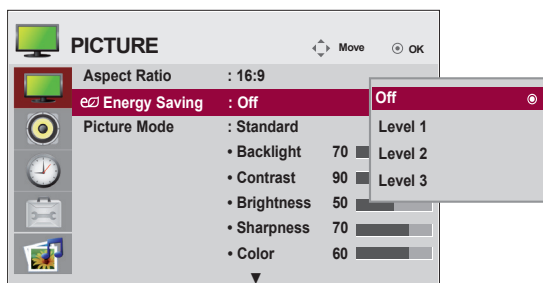 PICTURE
Move
OK
Aspect Ratio : 16:9
Energy Saving : Off
Picture Mode : Standard
• Backlight 70
• Contrast 90
• Brightness 50
• Sharpness 70
• Color 60
▼
Off
Level 1
Level 2
Level 3